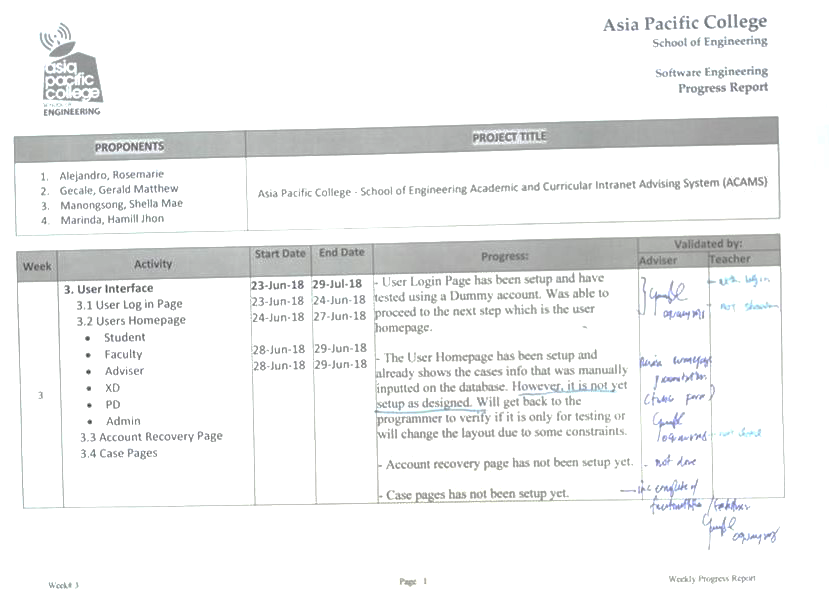 Asia Pacific College
School of Engineering
Software Engineering
Progress Report
asia
pacific
college
ENGINEERING
PROPONENTS
PROJECT TITLE
1. Alejandro, Rosemarie
2. Gecale, Gerald Matthew
3. Manongsong, Shella Mae
4. Marinda, Hamill Jhon
Asia Pacific College - School of Engineering Academic and Curricular Intranet Advising System (ACAMS)
Week
Activity
Start Date
End Date
Progress:
Validated by:
Adviser
Teacher
3
3. User Interface
3.1 User Log in Page
3.2 Users Homepage
• Student
• Faculty
• Adviser
• XD
• PD
• Admin
3.3 Account Recovery Page
3.4 Case Pages
23-Jun-18 29-Jul-18
23-Jun-18 24-Jun-18
24-Jun-18 27-Jun-18
28-Jun-18 29-Jun-18
28-Jun-18 29-Jun-18
- User Login Page has been setup and have
tested using a Dummy account. Was able to
proceed to the next step which is the user
homepage.
- The User Homepage has been setup and
already shows the cases info that was manually
inputted on the database. However, it is not yet
setup as designed. Will get back to the
programmer to verify if it is only for testing or
will change the layout due to some constraints.
- Account recovery page has not been setup yet.
- Case pages has not been setup yet.
- not done
Week# 3
Page 1
Weekly Progress Report